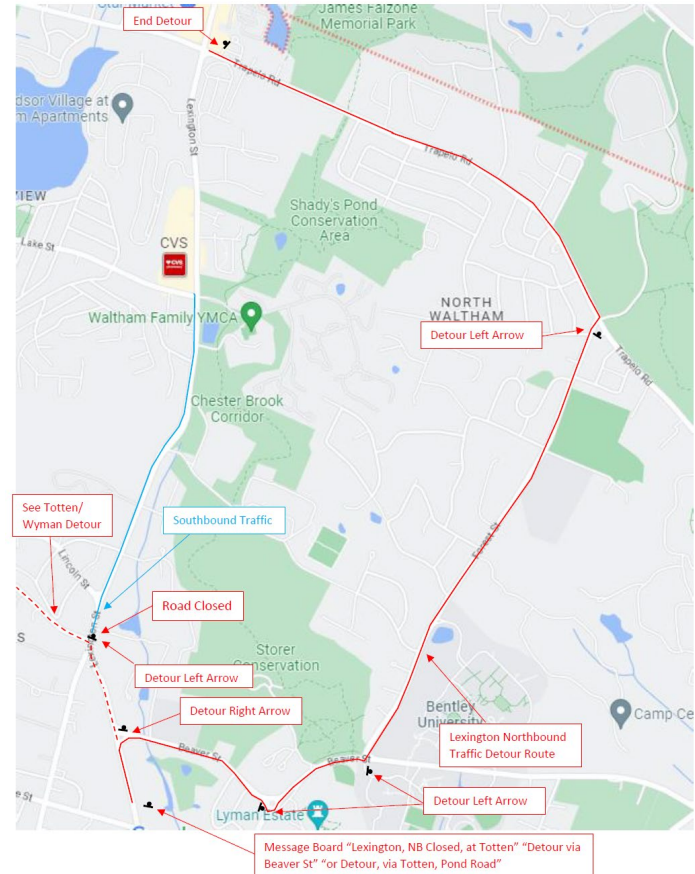 James Falzone
Memorial Park
End Detour
Trapelo Rd
dsor Village at
m Apartments
Lexington St
Trapelo Rd
VIEW
Shady's Pond
Conservation
Area
CVS
CVS
Lake St
NORTH
WALTHAM
Waltham Family YMCA
Detour Left Arrow
Trapelo Rd
Chester Brook
Corridor
See Totten/
Wyman Detour
Southbound Traffic
Forest St
Lincoln St
Road Closed
S
Detour Left Arrow
Storer
Conservation
Detour Right Arrow
Bentley
University
Camp Ce
Lexington Northbound
Traffic Detour Route
Beaver St
Beaver St
Detour Left Arrow
e St
Lyman Estate
Message Board “Lexington, NB Closed, at Totten” “Detour via
Beaver St” “or Detour, via Totten, Pond Road”